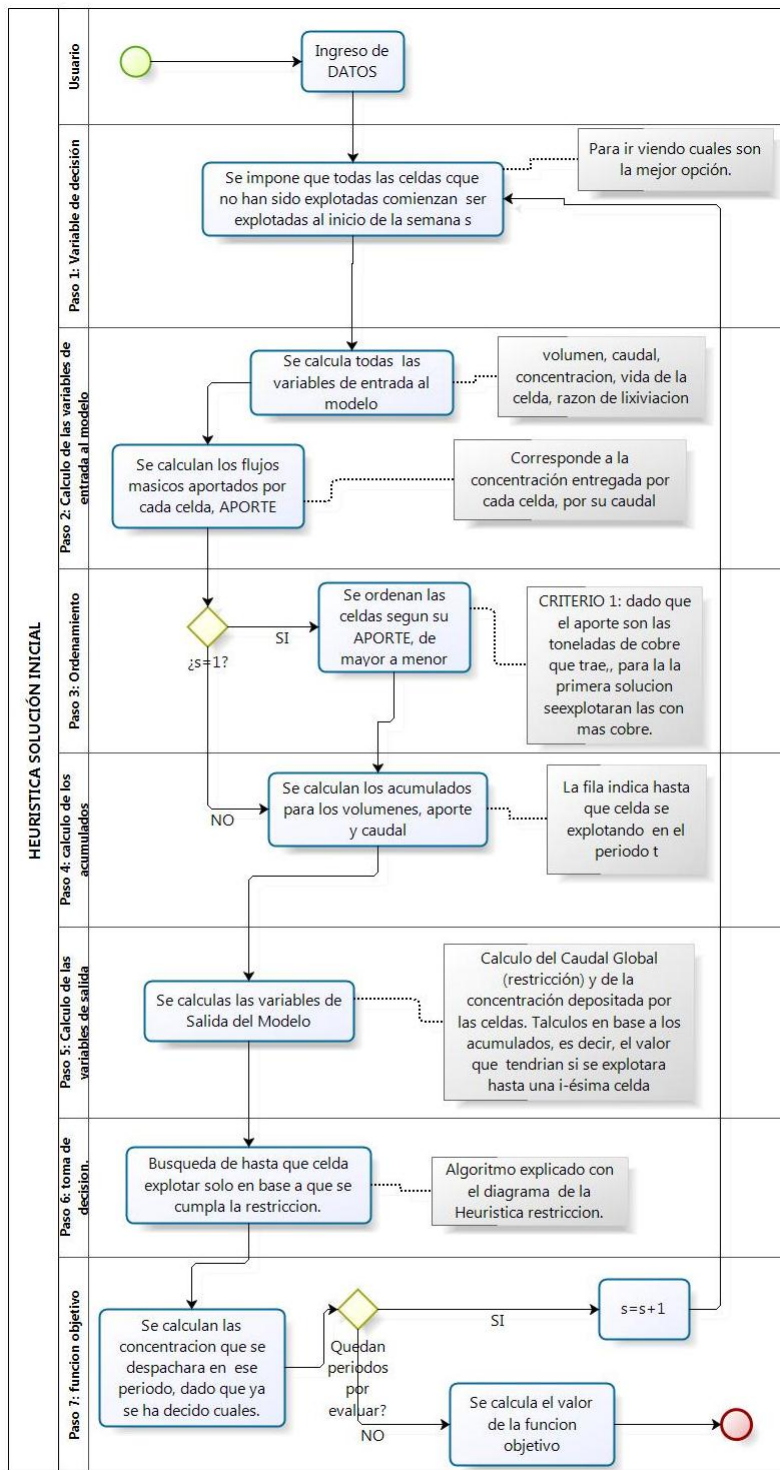 HEURISTICA SOLUCIÓN INICIAL
Usuario
Ingreso de
DATOS
Paso 1: Variable de decisión
Se impone que todas las celdas cque
no han sido explotadas comienzan ser
explotadas al inicio de la semana s
Para ir viendo cuales son
la mejor opción.
Paso 2: Calculo de las variables de
entrada al modelo
Se calcula todas las
variables de entrada al
modelo
volumen, caudal,
concentracion, vida de la
celda, razon de lixiviacion
Se calculan los flujos
masicos aportados por
cada celda, APORTE
Corresponde a la
concentración entregada por
cada celda, por su caudal
Paso 3: Ordenamiento
¿s=1?
SI
NO
Se ordenan las
celdas segun su
APORTE, de
mayor a menor
CRITERIO 1: dado que
el aporte son las
toneladas de cobre
que trae,, para la la
primera solucion
seexplotaran las con
mas cobre.
Paso 4: calculo de los
acumulados
Se calculan los acumulados
para los volumenes, aporte
y caudal
La fila indica hasta
que celda se
explotando en el
periodo t
Paso 5: Calculo de las
variables de salida
Se calculas las variables de
Salida del Modelo
Calculo del Caudal Global
(restricción) y de la
concentración depositada por
las celdas. Talculos en base a los
acumulados, es decir, el valor
que tendrian si se explotara
hasta una i-ésima celda
Paso 6: toma de
decision.
Busqueda de hasta que celda
explotar solo en base a que se
cumpla la restriccion.
Algoritmo explicado con
el diagrama de la
Heuristica restriccion.
Paso 7: funcion objetivo
Se calculan las
concentracion que se
despachara en ese
periodo, dado que ya
se ha decido cuales.
Quedan
periodos
por
evaluar?
SI
s=s+1
NO
Se calcula el valor
de la funcion
objetivo